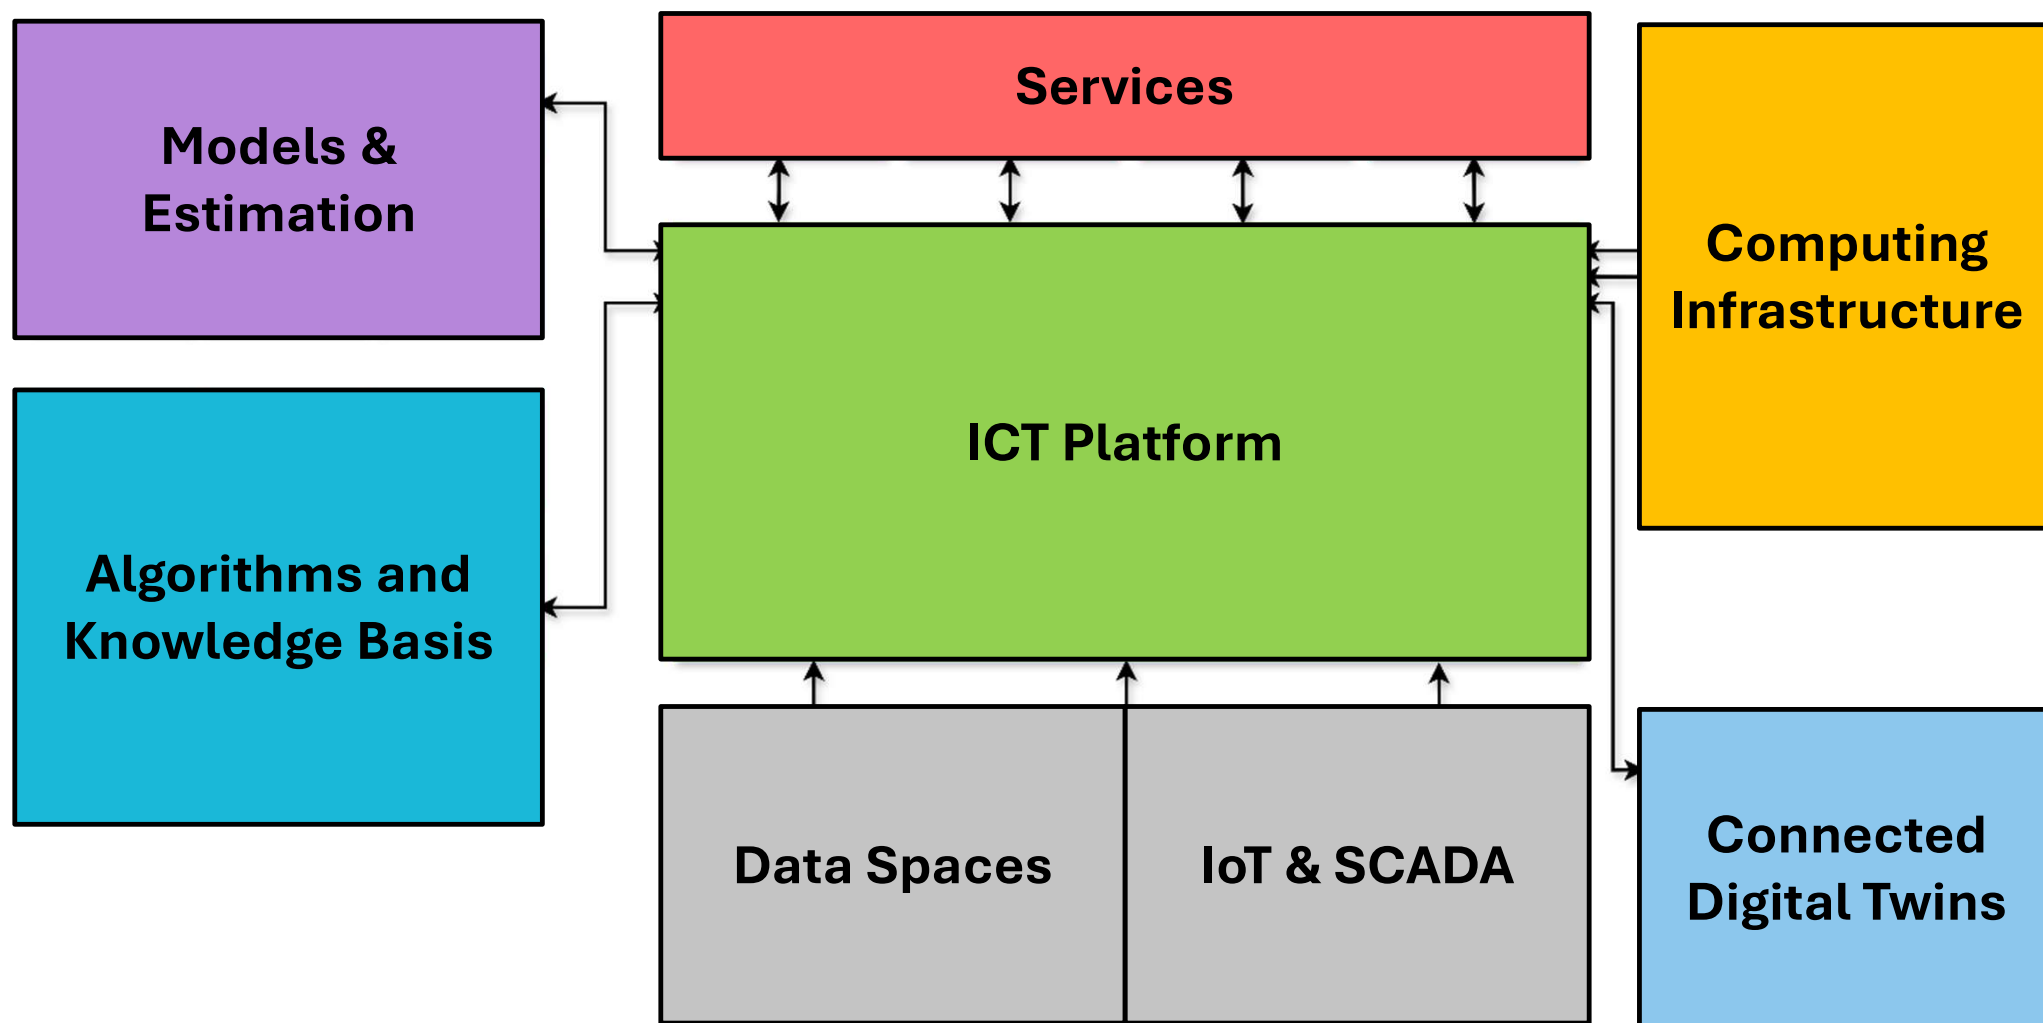 Services
Models &
Estimation
Computing
Infrastructure
ICT Platform
Algorithms and
Knowledge Basis
Data Spaces
IoT & SCADA
Connected
Digital Twins